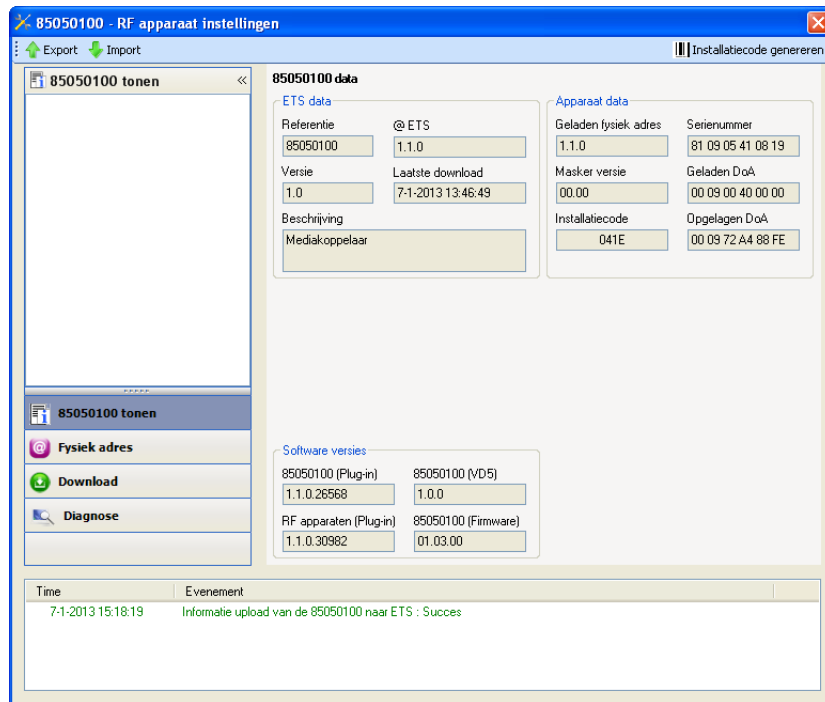 85050100 - RF apparaat instellingen
Export Import Installatiecode genereren
85050100 tonen «
85050100 data
ETS data
Referentie @ ETS
85050100 1.1.0
Versie Laatste download
1.0 7-1-2013 13:46:49
Beschrijving
Mediakoppelaar
Apparaat data
Geladen fysiek adres Serienummer
1.1.0 81 09 05 41 08 19
Masker versie Geladen DoA
00.00 00 09 00 40 00 00
Installatiecode Opgelagen DoA
041E 00 09 72 A4 88 FE
85050100 tonen
Fysiek adres
Download
Diagnose
Software versies
85050100 (Plug-in) 85050100 (VD5)
1.1.0.26568 1.0.0
RF apparaten (Plug-in) 85050100 (Firmware)
1.1.0.30982 01.03.00
Time Evenement
7-1-2013 15:18:19 Informatie upload van de 85050100 naar ETS : Succes